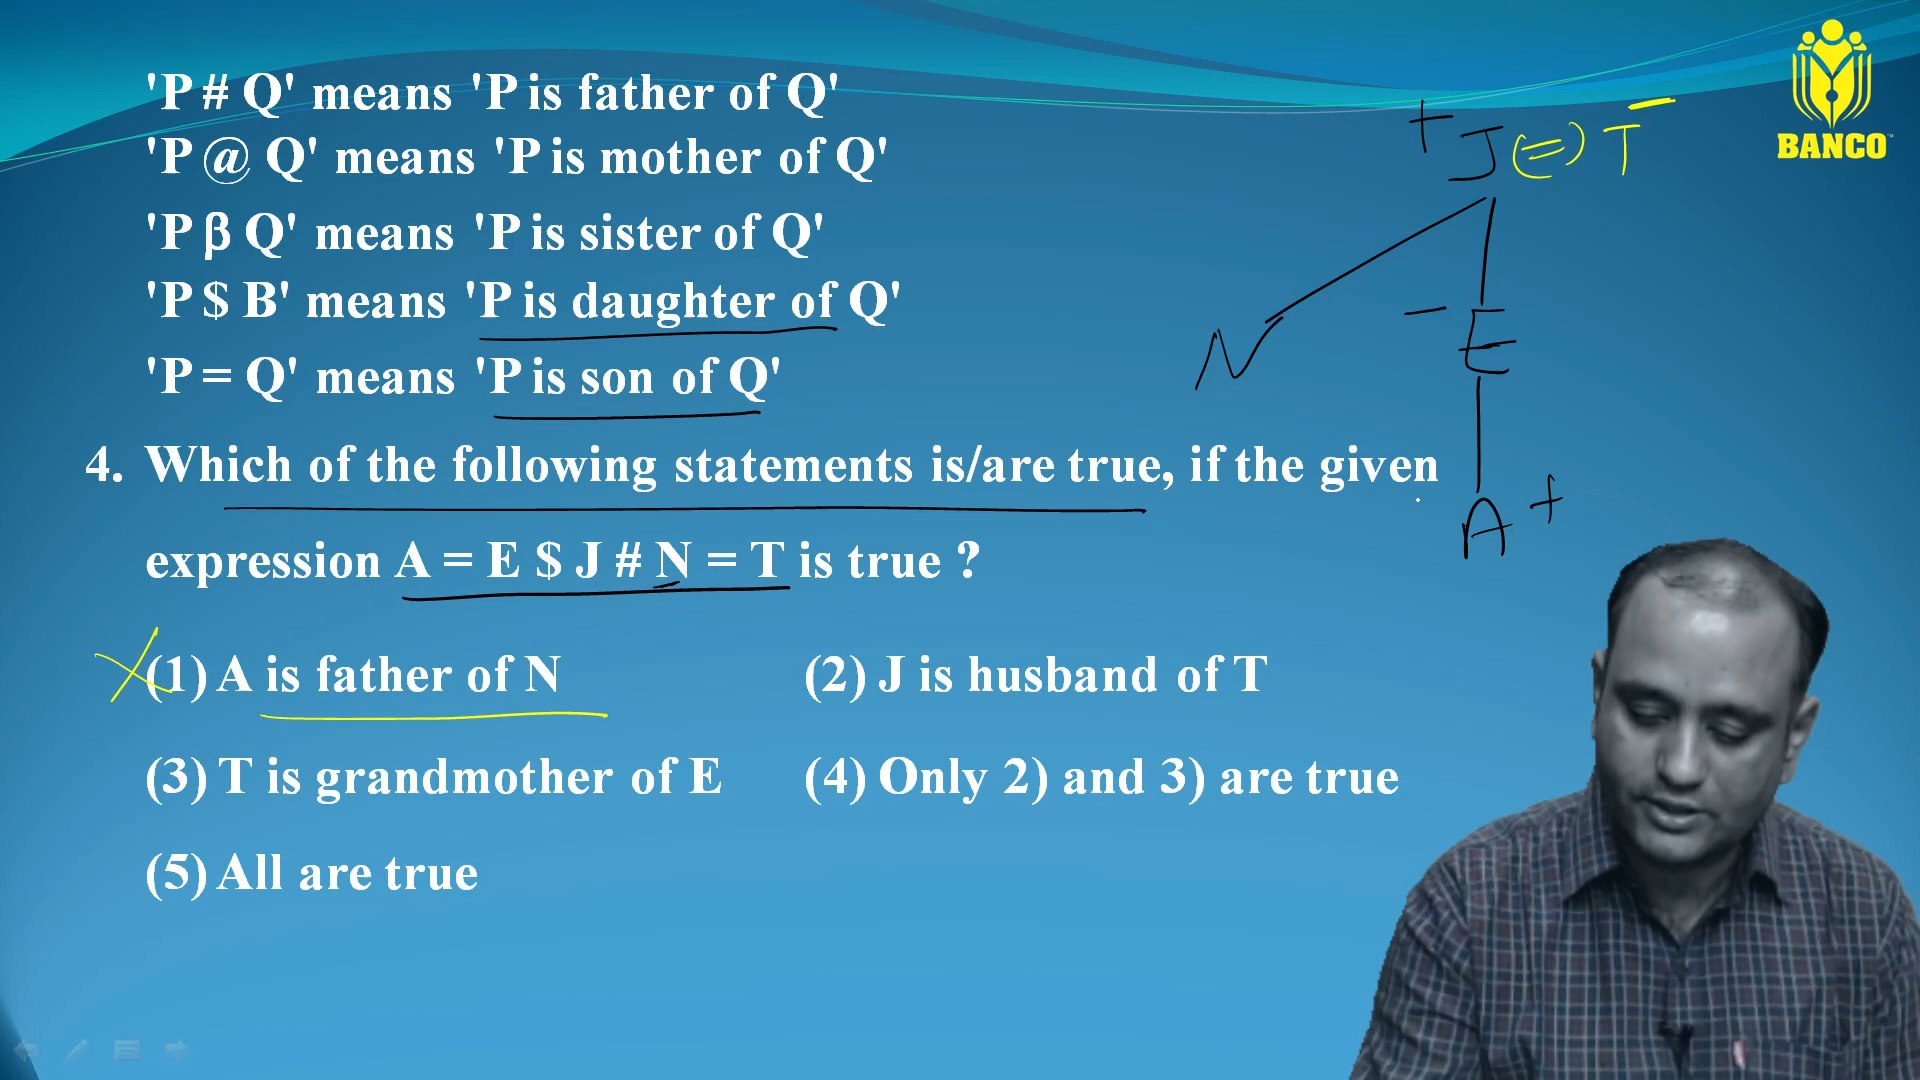 'P # Q' means 'P is father of Q'
'P @ Q' means 'P is mother of Q'
'P β Q' means 'P is sister of Q'
'P $ B' means 'P is daughter of Q'
'P = Q' means 'P is son of Q'
4. Which of the following statements is/are true, if the given
expression A = E $ J # N = T is true ?
(1) A is father of N
(2) J is husband of T
(3) T is grandmother of E
(4) Only 2) and 3) are true
(5) All are true
+ J (=) T -
N - E
A +
BANCO